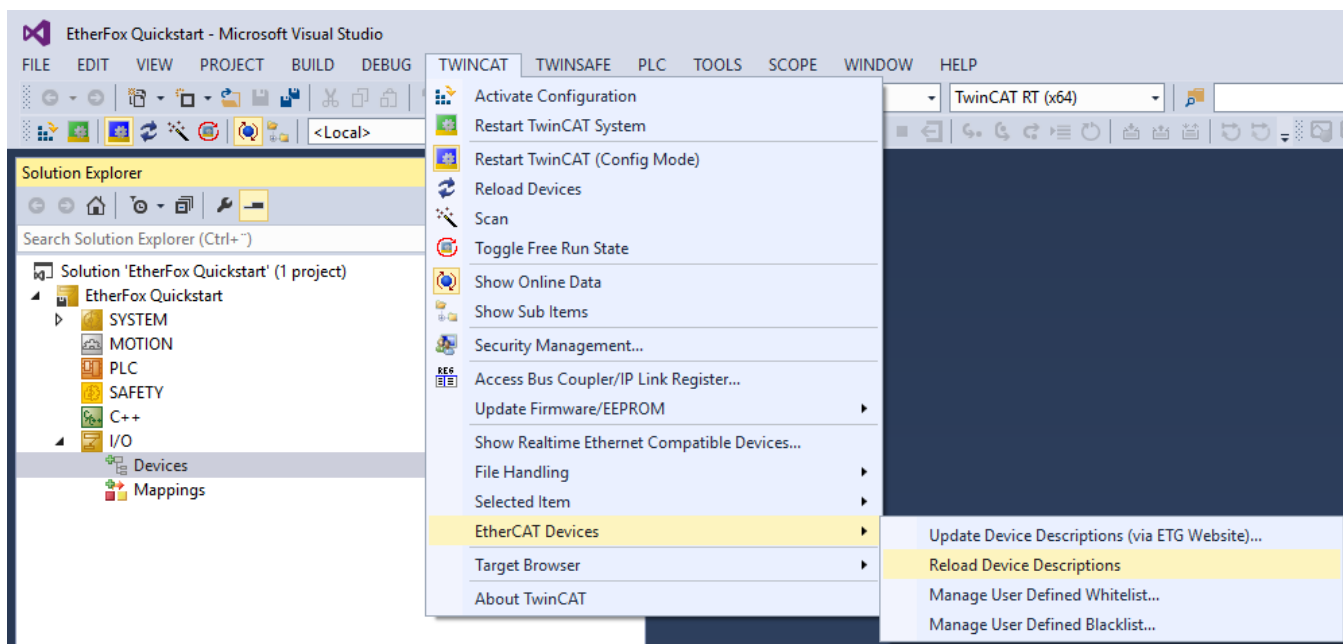 EtherFox Quickstart - Microsoft Visual Studio
FILE EDIT VIEW PROJECT BUILD DEBUG TWINCAT TWINSAFE PLC TOOLS SCOPE WINDOW HELP
TwinCAT RT (x64)
<Local>
Solution Explorer
Search Solution Explorer (Ctrl+¨)
Solution 'EtherFox Quickstart' (1 project)
EtherFox Quickstart
SYSTEM
MOTION
PLC
SAFETY
C++
I/O
Devices
Mappings
Activate Configuration
Restart TwinCAT System
Restart TwinCAT (Config Mode)
Reload Devices
Scan
Toggle Free Run State
Show Online Data
Show Sub Items
Security Management...
REG
Access Bus Coupler/IP Link Register...
Update Firmware/EEPROM
Show Realtime Ethernet Compatible Devices...
File Handling
Selected Item
EtherCAT Devices
Target Browser
About TwinCAT
Update Device Descriptions (via ETG Website)...
Reload Device Descriptions
Manage User Defined Whitelist...
Manage User Defined Blacklist...